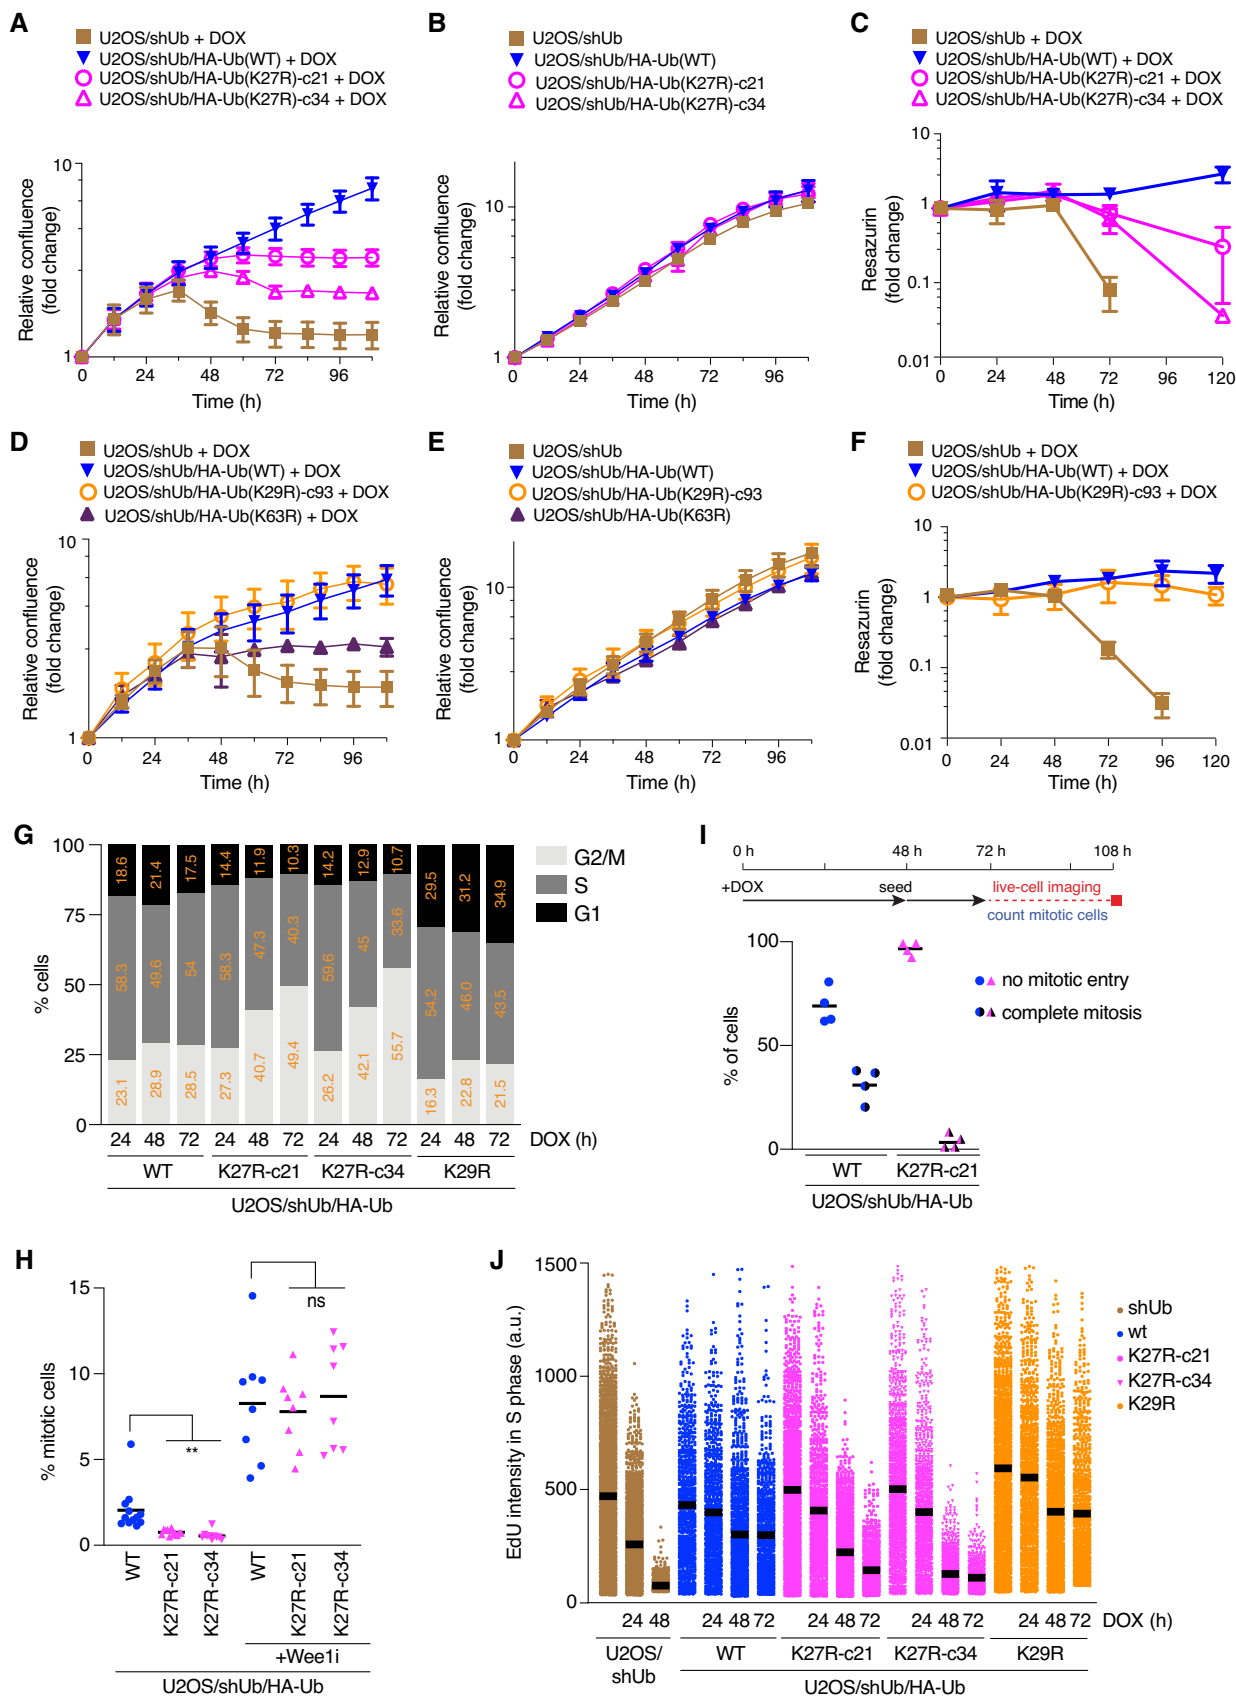 A
U2OS/shUb + DOX
U2OS/shUb/HA-Ub(WT) + DOX
U2OS/shUb/HA-Ub(K27R)-c21 + DOX
U2OS/shUb/HA-Ub(K27R)-c34 + DOX
Relative confluence
(fold change)
10
1
0 24 48 72 96
Time (h)
B
U2OS/shUb
U2OS/shUb/HA-Ub(WT)
U2OS/shUb/HA-Ub(K27R)-c21
U2OS/shUb/HA-Ub(K27R)-c34
Relative confluence
(fold change)
10
1
0 24 48 72 96
Time (h)
C
U2OS/shUb + DOX
U2OS/shUb/HA-Ub(WT) + DOX
U2OS/shUb/HA-Ub(K27R)-c21 + DOX
U2OS/shUb/HA-Ub(K27R)-c34 + DOX
Resazurin
(fold change)
10
1
0.1
0.01
0 24 48 72 96 120
Time (h)
D
U2OS/shUb + DOX
U2OS/shUb/HA-Ub(WT) + DOX
U2OS/shUb/HA-Ub(K29R)-c93 + DOX
U2OS/shUb/HA-Ub(K63R) + DOX
Relative confluence
(fold change)
10
1
0 24 48 72 96
Time (h)
E
U2OS/shUb
U2OS/shUb/HA-Ub(WT)
U2OS/shUb/HA-Ub(K29R)-c93
U2OS/shUb/HA-Ub(K63R)
Relative confluence
(fold change)
10
1
0 24 48 72 96
Time (h)
F
U2OS/shUb + DOX
U2OS/shUb/HA-Ub(WT) + DOX
U2OS/shUb/HA-Ub(K29R)-c93 + DOX
Resazurin
(fold change)
10
1
0.1
0.01
0 24 48 72 96 120
Time (h)
G
% cells
100
75
50
25
0
18.6 21.4 17.5 14.4 11.9 10.3 14.2 12.9 10.7 29.5 31.2 34.9
58.3 49.6 54 58.3 47.3 40.3 59.6 45 33.6 54.2 46.0 43.5
23.1 28.9 28.5 27.3 40.7 49.4 26.2 42.1 55.7 16.3 22.8 21.5
G2/M
S
G1
24 48 72 24 48 72 24 48 72 24 48 72 DOX (h)
WT K27R-c21 K27R-c34 K29R
U2OS/shUb/HA-Ub
I
0 h 48 h 72 h 108 h
+DOX seed live-cell imaging
count mitotic cells
% of cells
100
50
0
no mitotic entry
complete mitosis
WT K27R-c21
U2OS/shUb/HA-Ub
H
% mitotic cells
15
10
5
0
**
ns
WT K27R-c21 K27R-c34 WT K27R-c21 K27R-c34
+Wee1i
U2OS/shUb/HA-Ub
J
EdU intensity in S phase (a.u.)
1500
1000
500
0
shUb
wt
K27R-c21
K27R-c34
K29R
24 48 24 48 72 24 48 72 24 48 72 24 48 72 DOX (h)
U2OS/
shUb
WT K27R-c21 K27R-c34 K29R
U2OS/shUb/HA-Ub